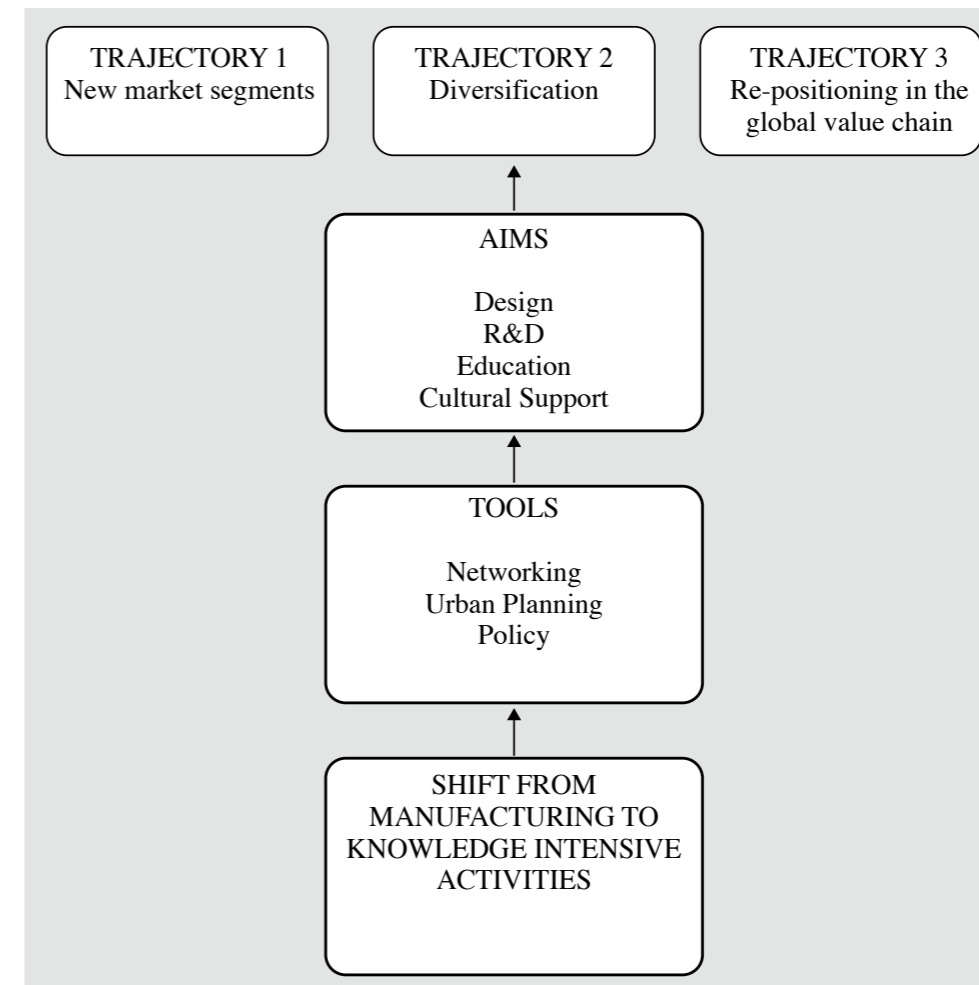 TRAJECTORY 1
New market segments
TRAJECTORY 2
Diversification
TRAJECTORY 3
Re-positioning in the
global value chain
AIMS
Design
R&D
Education
Cultural Support
TOOLS
Networking
Urban Planning
Policy
SHIFT FROM
MANUFACTURING TO
KNOWLEDGE INTENSIVE
ACTIVITIES